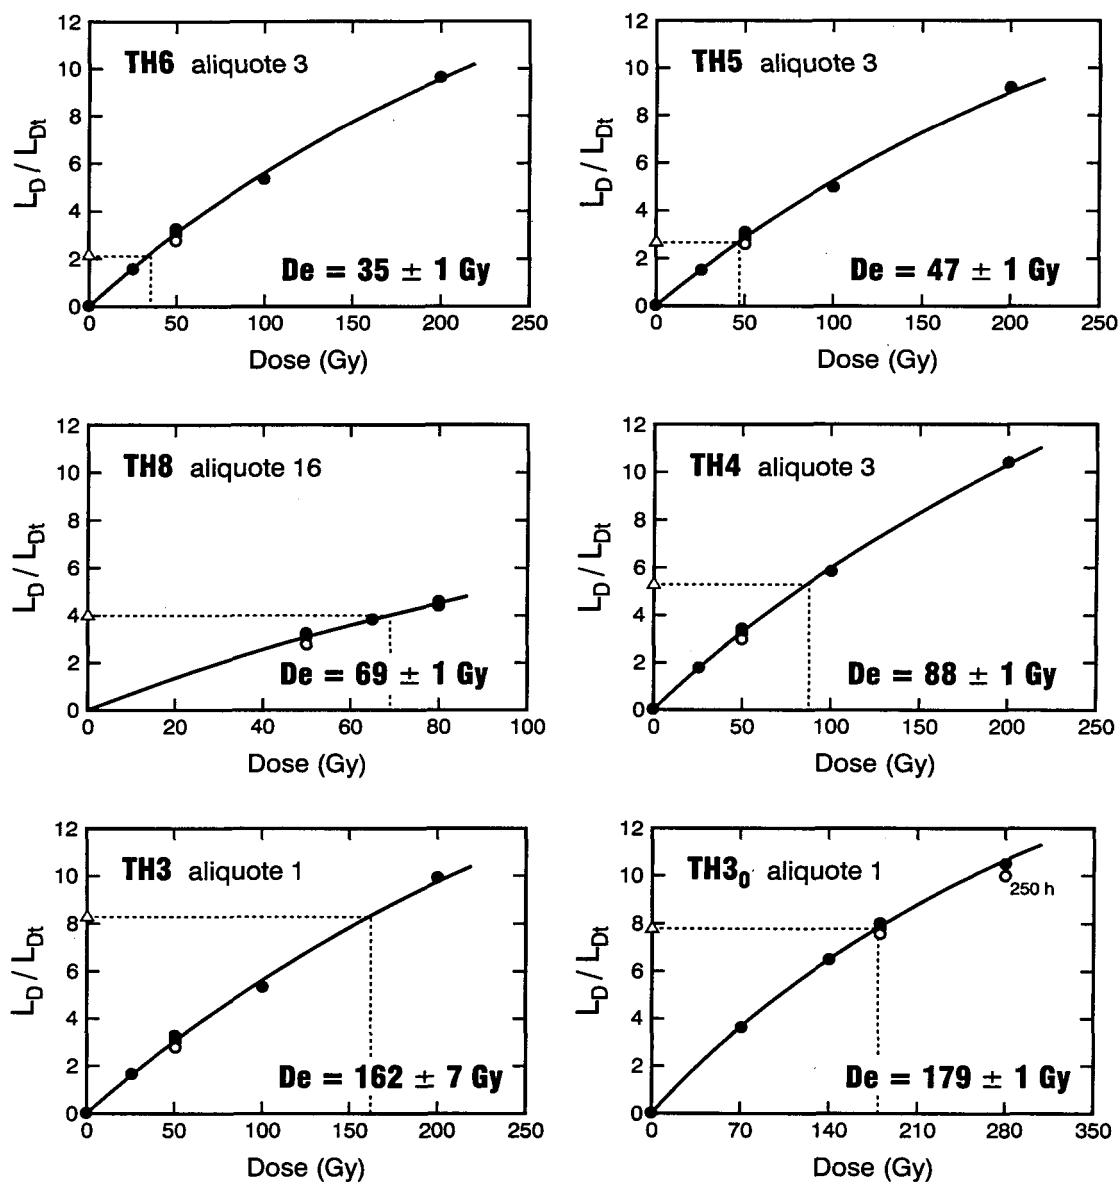 TH6 aliquote 3
12
10
8
6
4
2
0
L_D / L_Dt
De = 35 ± 1 Gy
0 50 100 150 200 250
Dose (Gy)
TH5 aliquote 3
12
10
8
6
4
2
0
L_D / L_Dt
De = 47 ± 1 Gy
0 50 100 150 200 250
Dose (Gy)
TH8 aliquote 16
12
10
8
6
4
2
0
L_D / L_Dt
De = 69 ± 1 Gy
0 20 40 60 80 100
Dose (Gy)
TH4 aliquote 3
12
10
8
6
4
2
0
L_D / L_Dt
De = 88 ± 1 Gy
0 50 100 150 200 250
Dose (Gy)
TH3 aliquote 1
12
10
8
6
4
2
0
L_D / L_Dt
De = 162 ± 7 Gy
0 50 100 150 200 250
Dose (Gy)
TH3₀ aliquote 1
12
10
8
6
4
2
0
L_D / L_Dt
250 h
De = 179 ± 1 Gy
0 70 140 210 280 350
Dose (Gy)